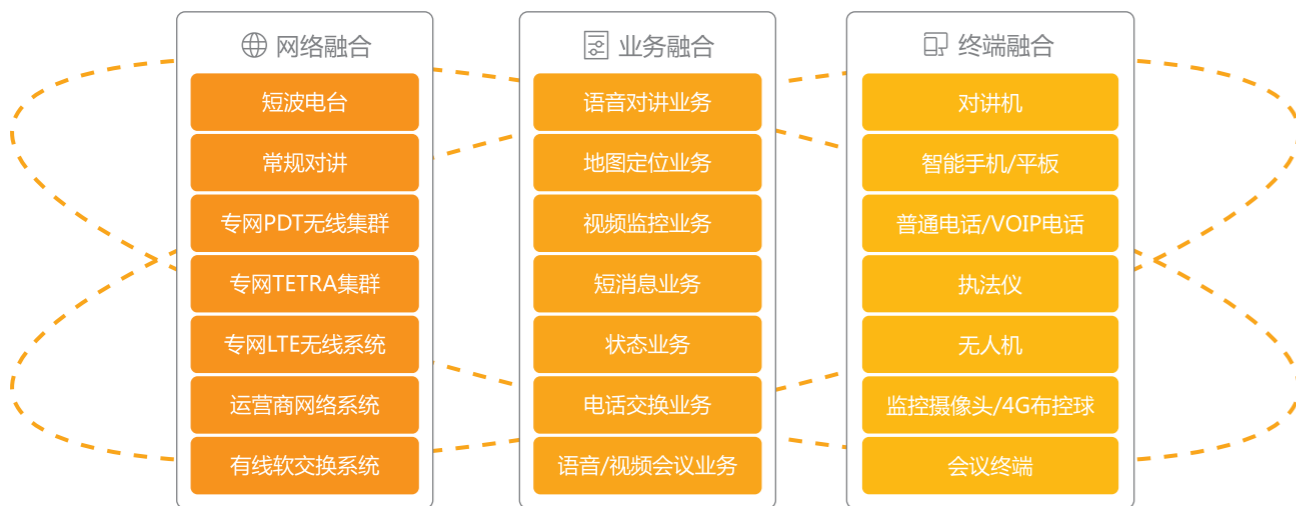 网络融合
短波电台
常规对讲
专网PDT无线集群
专网TETRA集群
专网LTE无线系统
运营商网络系统
有线软交换系统
业务融合
语音对讲业务
地图定位业务
视频监控业务
短消息业务
状态业务
电话交换业务
语音/视频会议业务
终端融合
对讲机
智能手机/平板
普通电话/VOIP电话
执法仪
无人机
监控摄像头/4G布控球
会议终端